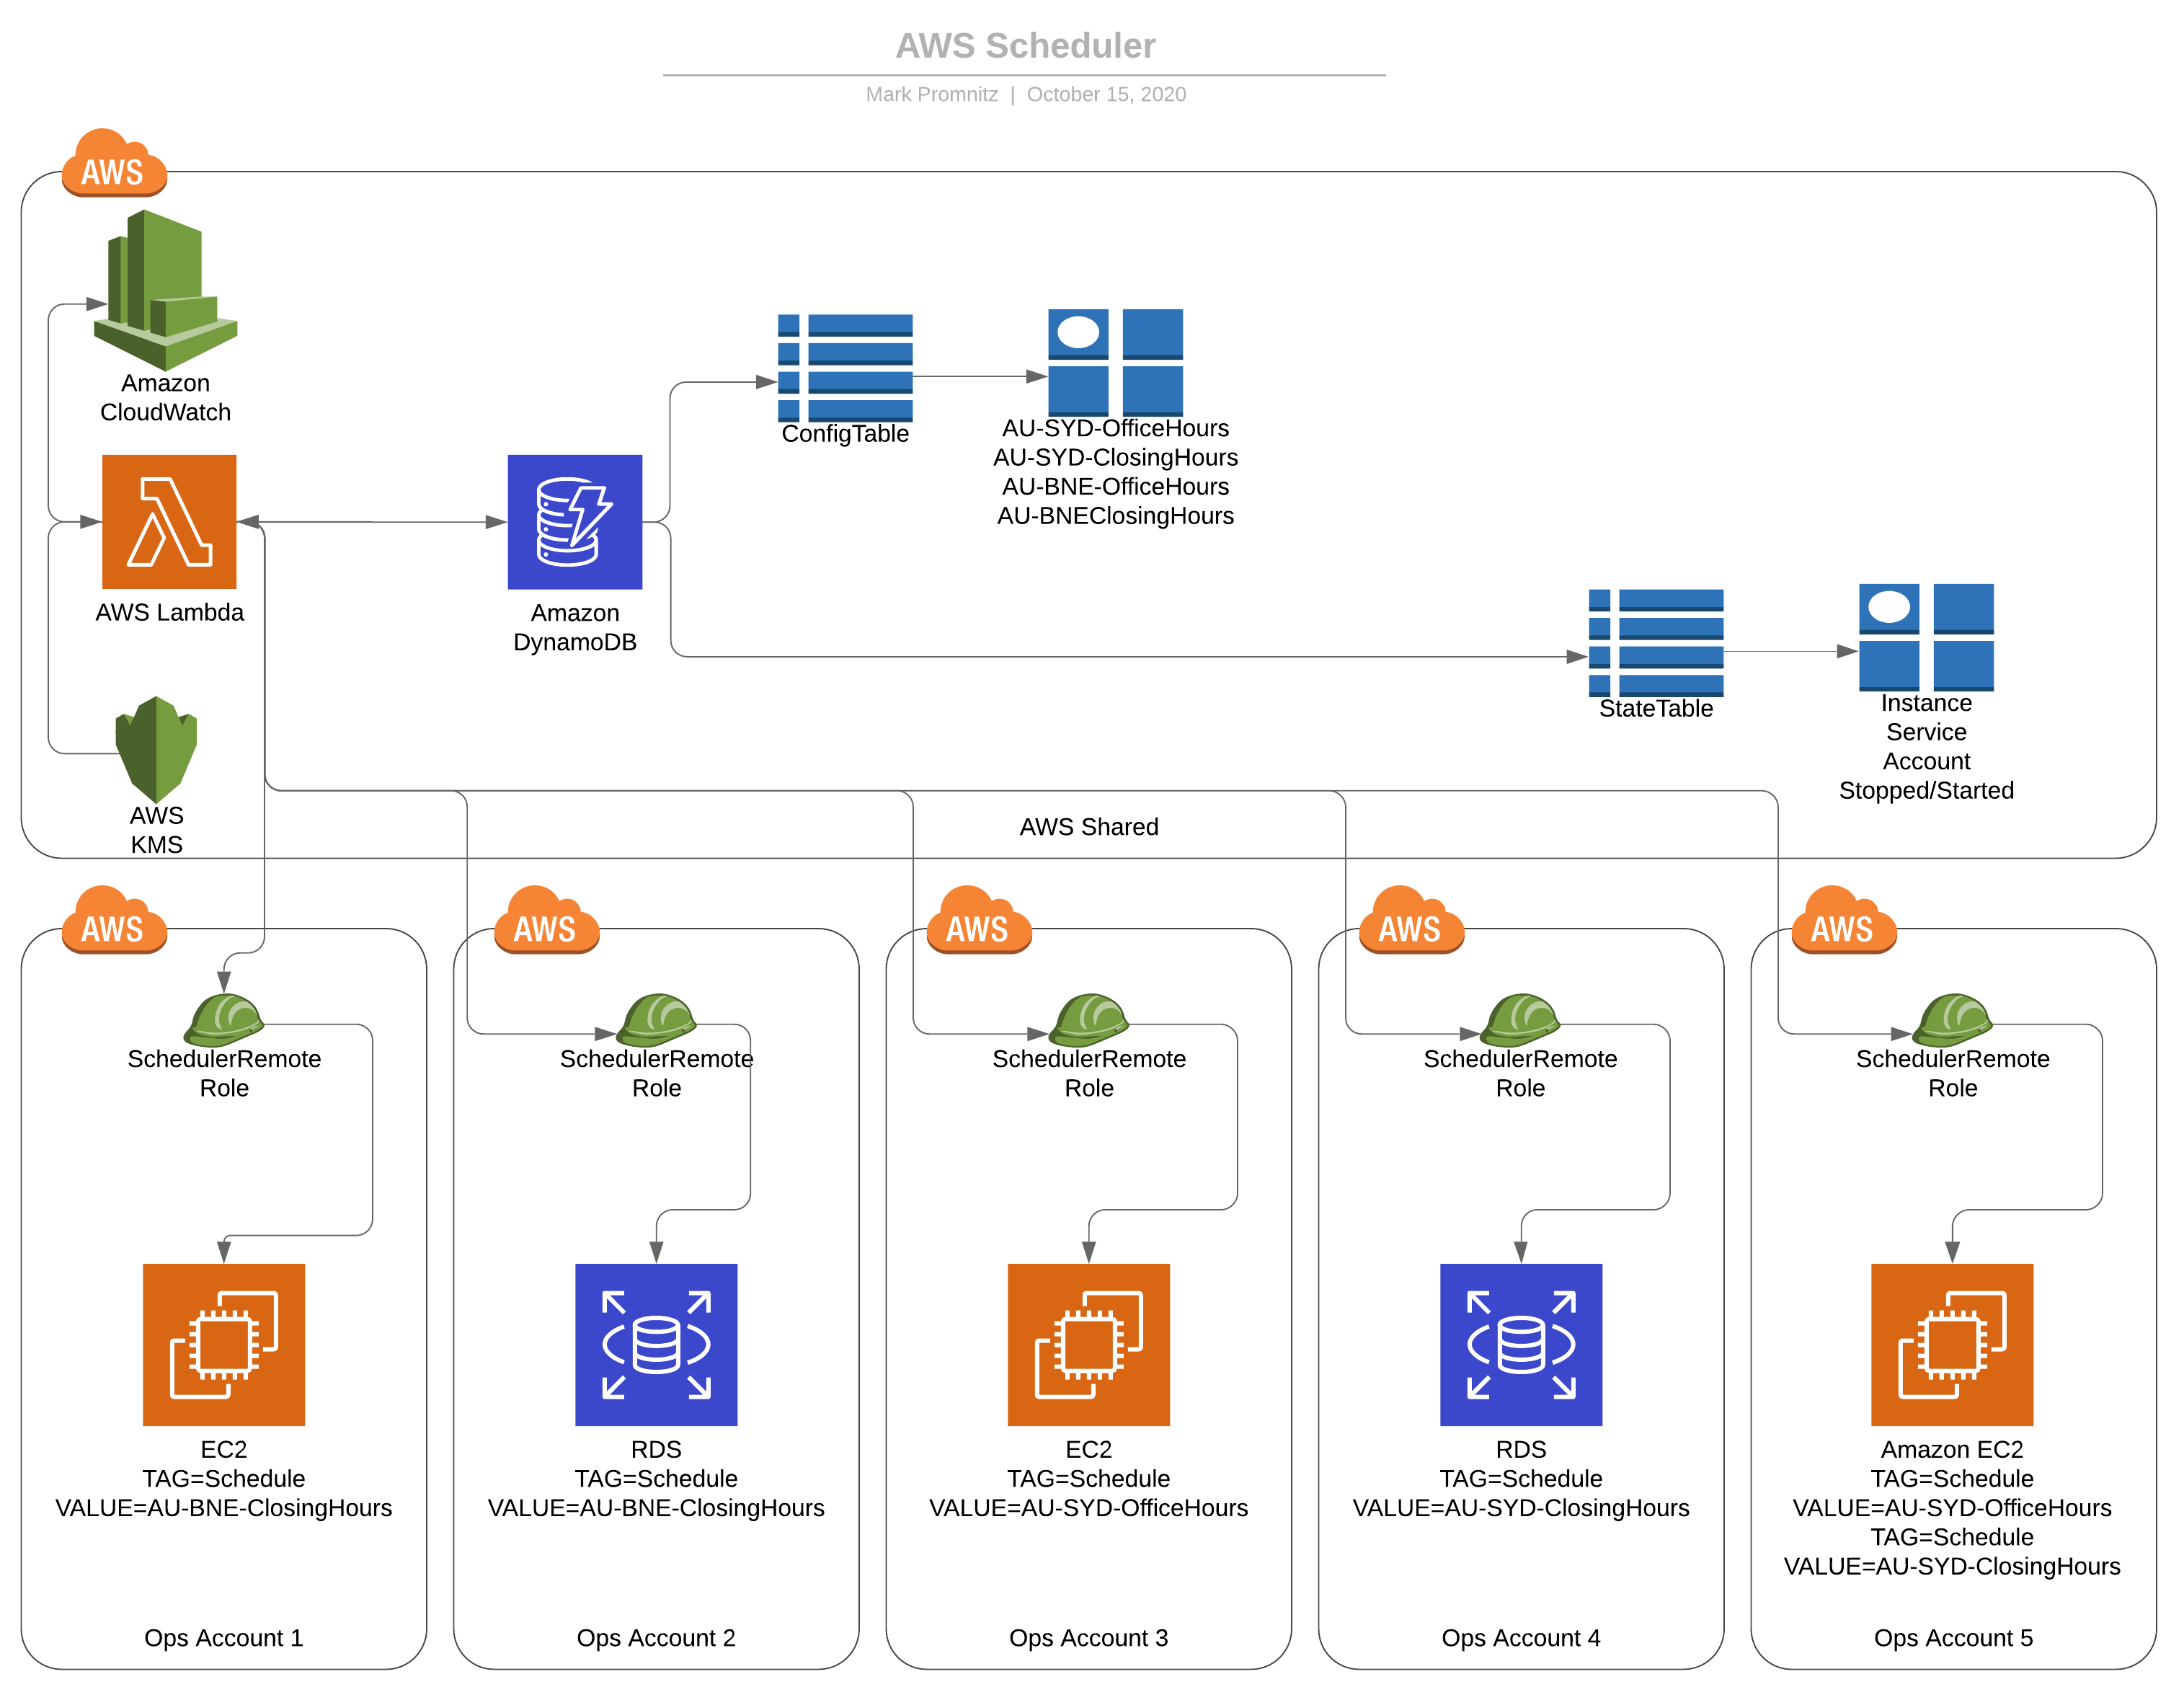 AWS Scheduler
Mark Promnitz | October 15, 2020
AWS
Amazon
CloudWatch
ConfigTable
AU-SYD-OfficeHours
AU-SYD-ClosingHours
AU-BNE-OfficeHours
AU-BNEClosingHours
AWS Lambda
Amazon
DynamoDB
StateTable
Instance
Service
Account
Stopped/Started
AWS
KMS
AWS Shared
AWS
SchedulerRemote
Role
EC2
TAG=Schedule
VALUE=AU-BNE-ClosingHours
Ops Account 1
AWS
SchedulerRemote
Role
RDS
TAG=Schedule
VALUE=AU-BNE-ClosingHours
Ops Account 2
AWS
SchedulerRemote
Role
EC2
TAG=Schedule
VALUE=AU-SYD-OfficeHours
Ops Account 3
AWS
SchedulerRemote
Role
RDS
TAG=Schedule
VALUE=AU-SYD-ClosingHours
Ops Account 4
AWS
SchedulerRemote
Role
Amazon EC2
TAG=Schedule
VALUE=AU-SYD-OfficeHours
TAG=Schedule
VALUE=AU-SYD-ClosingHours
Ops Account 5